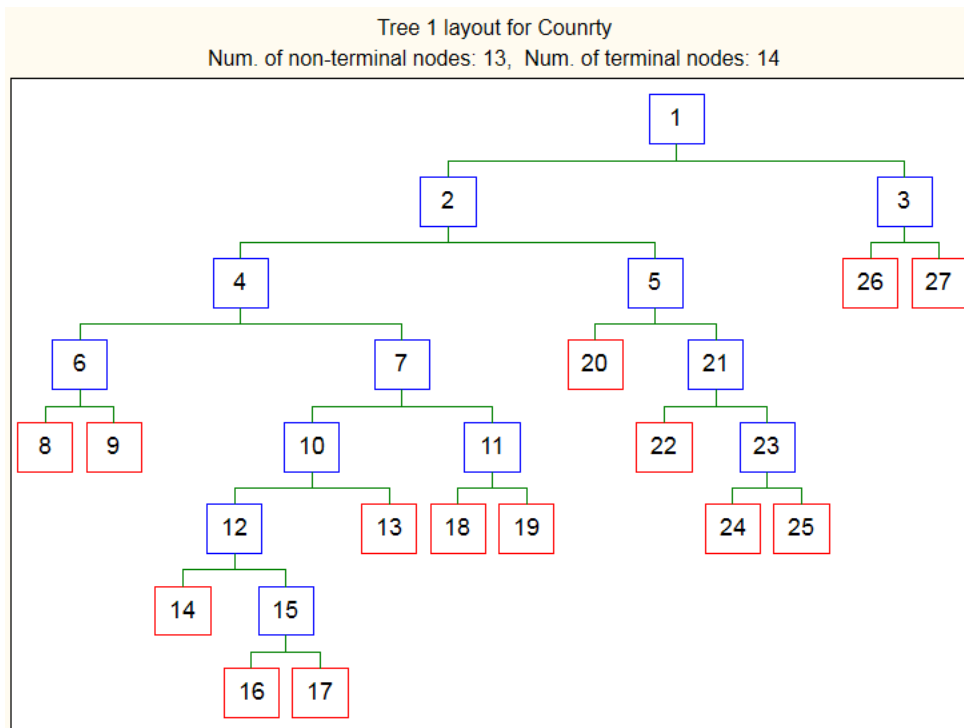 Tree 1 layout for Counrty
Num. of non-terminal nodes: 13, Num. of terminal nodes: 14
1
2 3
4 5 26 27
6 7 20 21
8 9 10 11 22 23
12 13 18 19 24 25
14 15
16 17